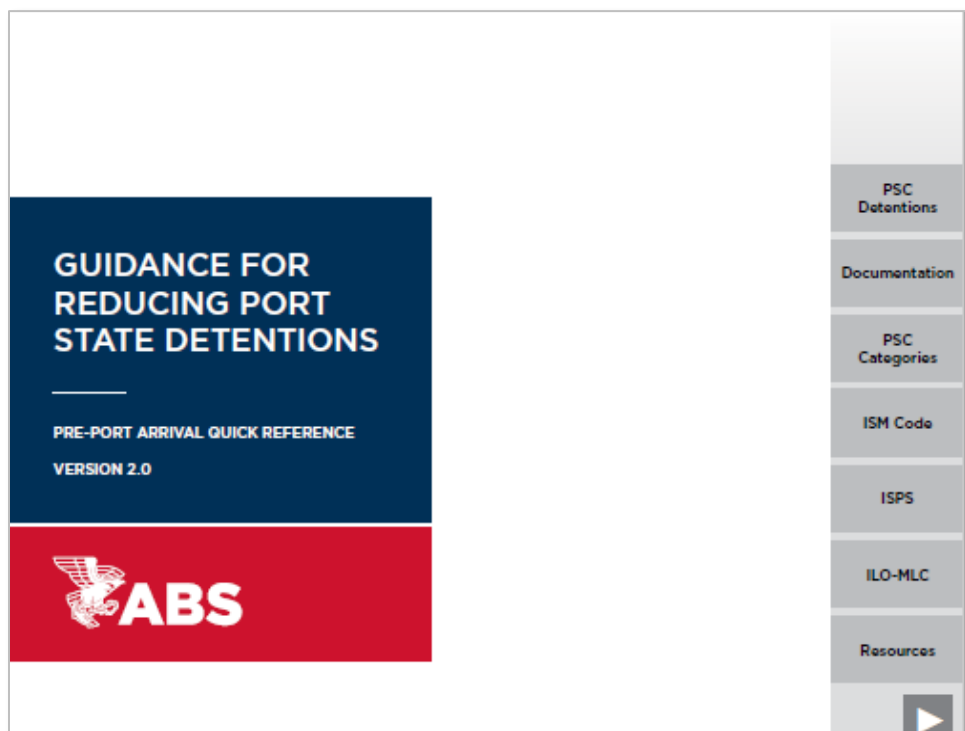 GUIDANCE FOR
REDUCING PORT
STATE DETENTIONS
PRE-PORT ARRIVAL QUICK REFERENCE
VERSION 2.0
ABS
PSC
Detentions
Documentation
PSC
Categories
ISM Code
ISPS
ILO-MLC
Resources